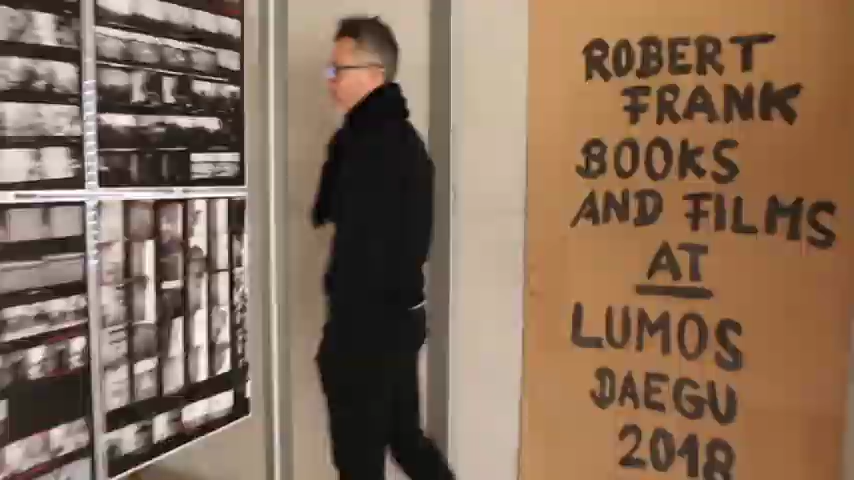 ROBERT
FRANK
BOOKS
AND FILMS
AT
LUMOS
DAEGU
2018